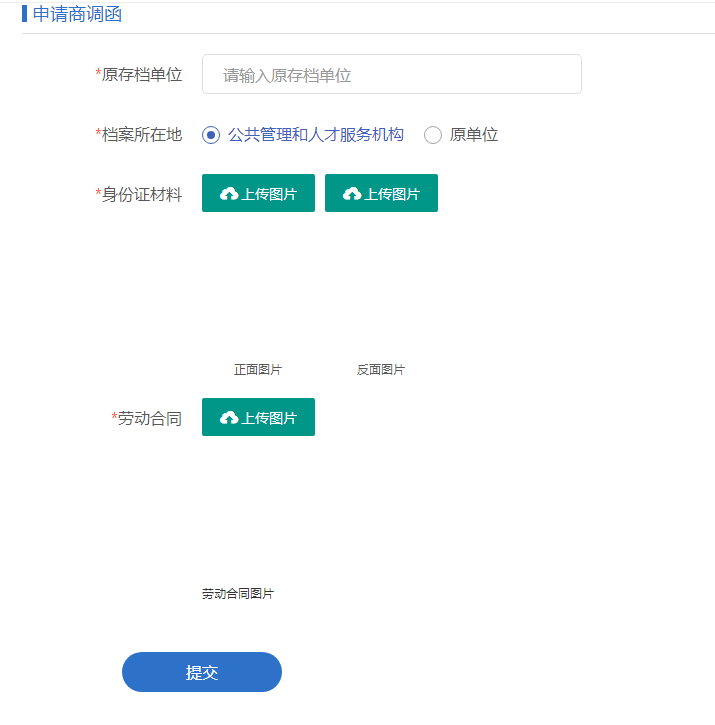 申请商调函
*原存档单位 请输入原存档单位
*档案所在地 公共管理和人才服务机构 原单位
*身份证材料 上传图片 上传图片
正面图片 反面图片
*劳动合同 上传图片
劳动合同图片
提交